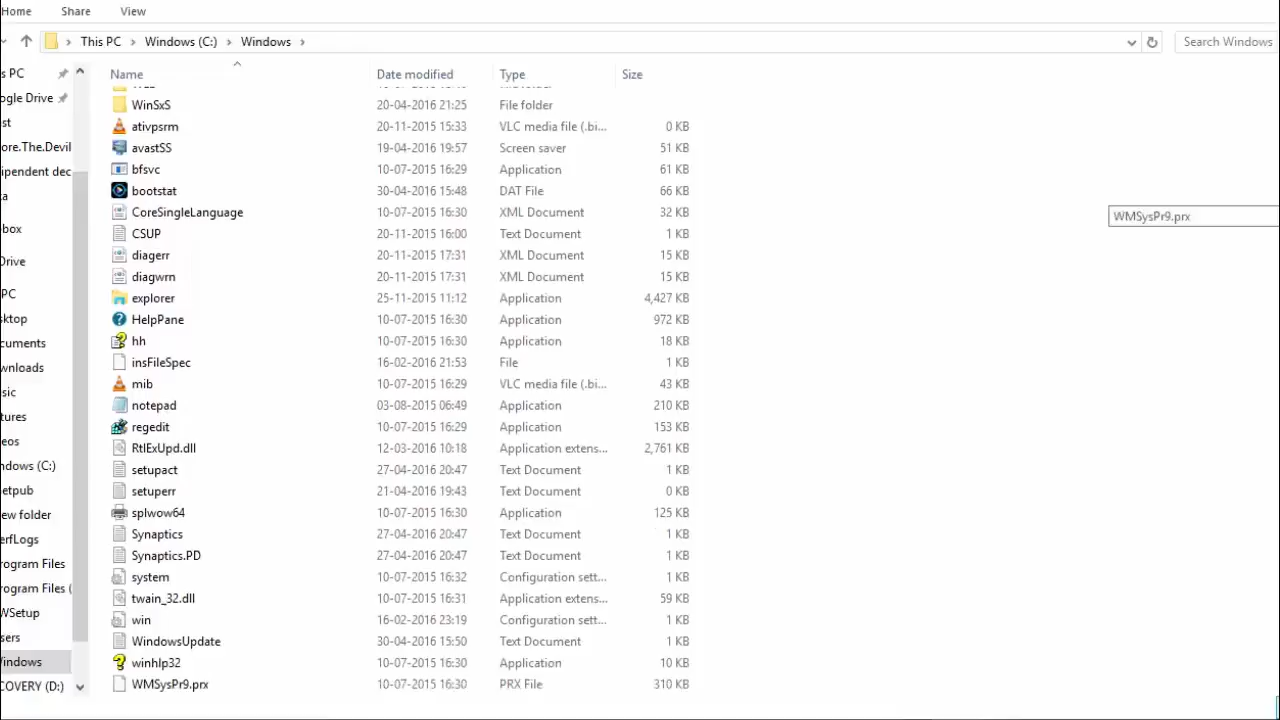 Home Share View
This PC > Windows (C:) > Windows >
Search Windows
Name Date modified Type Size
s PC
ogle Drive
st
ore.The.Devil
ipendent dec
ca
box
Drive
PC
sktop
cuments
wnloads
sic
tures
eos
ndows (C:)
etpub
ew folder
erfLogs
rogram Files
rogram Files (
WSetup
sers
Vindows
COVERY (D:)
WinSxS 20-04-2016 21:25 File folder
ativpsrm 20-11-2015 15:33 VLC media file (.bi... 0 KB
avastSS 19-04-2016 19:57 Screen saver 51 KB
bfsvc 10-07-2015 16:29 Application 61 KB
bootstat 30-04-2016 15:48 DAT File 66 KB
CoreSingleLanguage 10-07-2015 16:30 XML Document 32 KB
CSUP 20-11-2015 16:00 Text Document 1 KB
diagerr 20-11-2015 17:31 XML Document 15 KB
diagwrn 20-11-2015 17:31 XML Document 15 KB
explorer 25-11-2015 11:12 Application 4,427 KB
HelpPane 10-07-2015 16:30 Application 972 KB
hh 10-07-2015 16:30 Application 18 KB
insFileSpec 16-02-2016 21:53 File 1 KB
mib 10-07-2015 16:29 VLC media file (.bi... 43 KB
notepad 03-08-2015 06:49 Application 210 KB
regedit 10-07-2015 16:29 Application 153 KB
RtlExUpd.dll 12-03-2016 10:18 Application extens... 2,761 KB
setupact 27-04-2016 20:47 Text Document 1 KB
setuperr 21-04-2016 19:43 Text Document 0 KB
splwow64 10-07-2015 16:30 Application 125 KB
Synaptics 27-04-2016 20:47 Text Document 1 KB
Synaptics.PD 27-04-2016 20:47 Text Document 1 KB
system 10-07-2015 16:32 Configuration sett... 1 KB
twain_32.dll 10-07-2015 16:31 Application extens... 59 KB
win 16-02-2016 23:19 Configuration sett... 1 KB
WindowsUpdate 30-04-2016 15:50 Text Document 1 KB
winhlp32 10-07-2015 16:30 Application 10 KB
WMSysPr9.prx 10-07-2015 16:30 PRX File 310 KB
WMSysPr9.prx